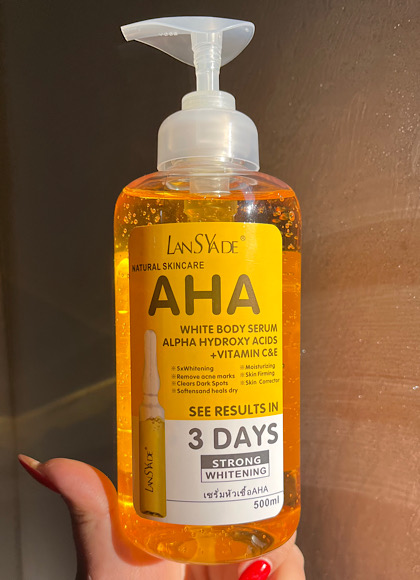 LANSYADE®
NATURAL SKINCARE
AHA
WHITE BODY SERUM
ALPHA HYDROXY ACIDS
+VITAMIN C&E
5xWhitening
Remove acne marks
Clears Dark Spots
Softensand heals dry
Moisturizing
Skin Firming
Skin Corrector
SEE RESULTS IN
3 DAYS
STRONG
WHITENING
เซรั่มหัวเชื้อAHA
500ml
LANSYADE®